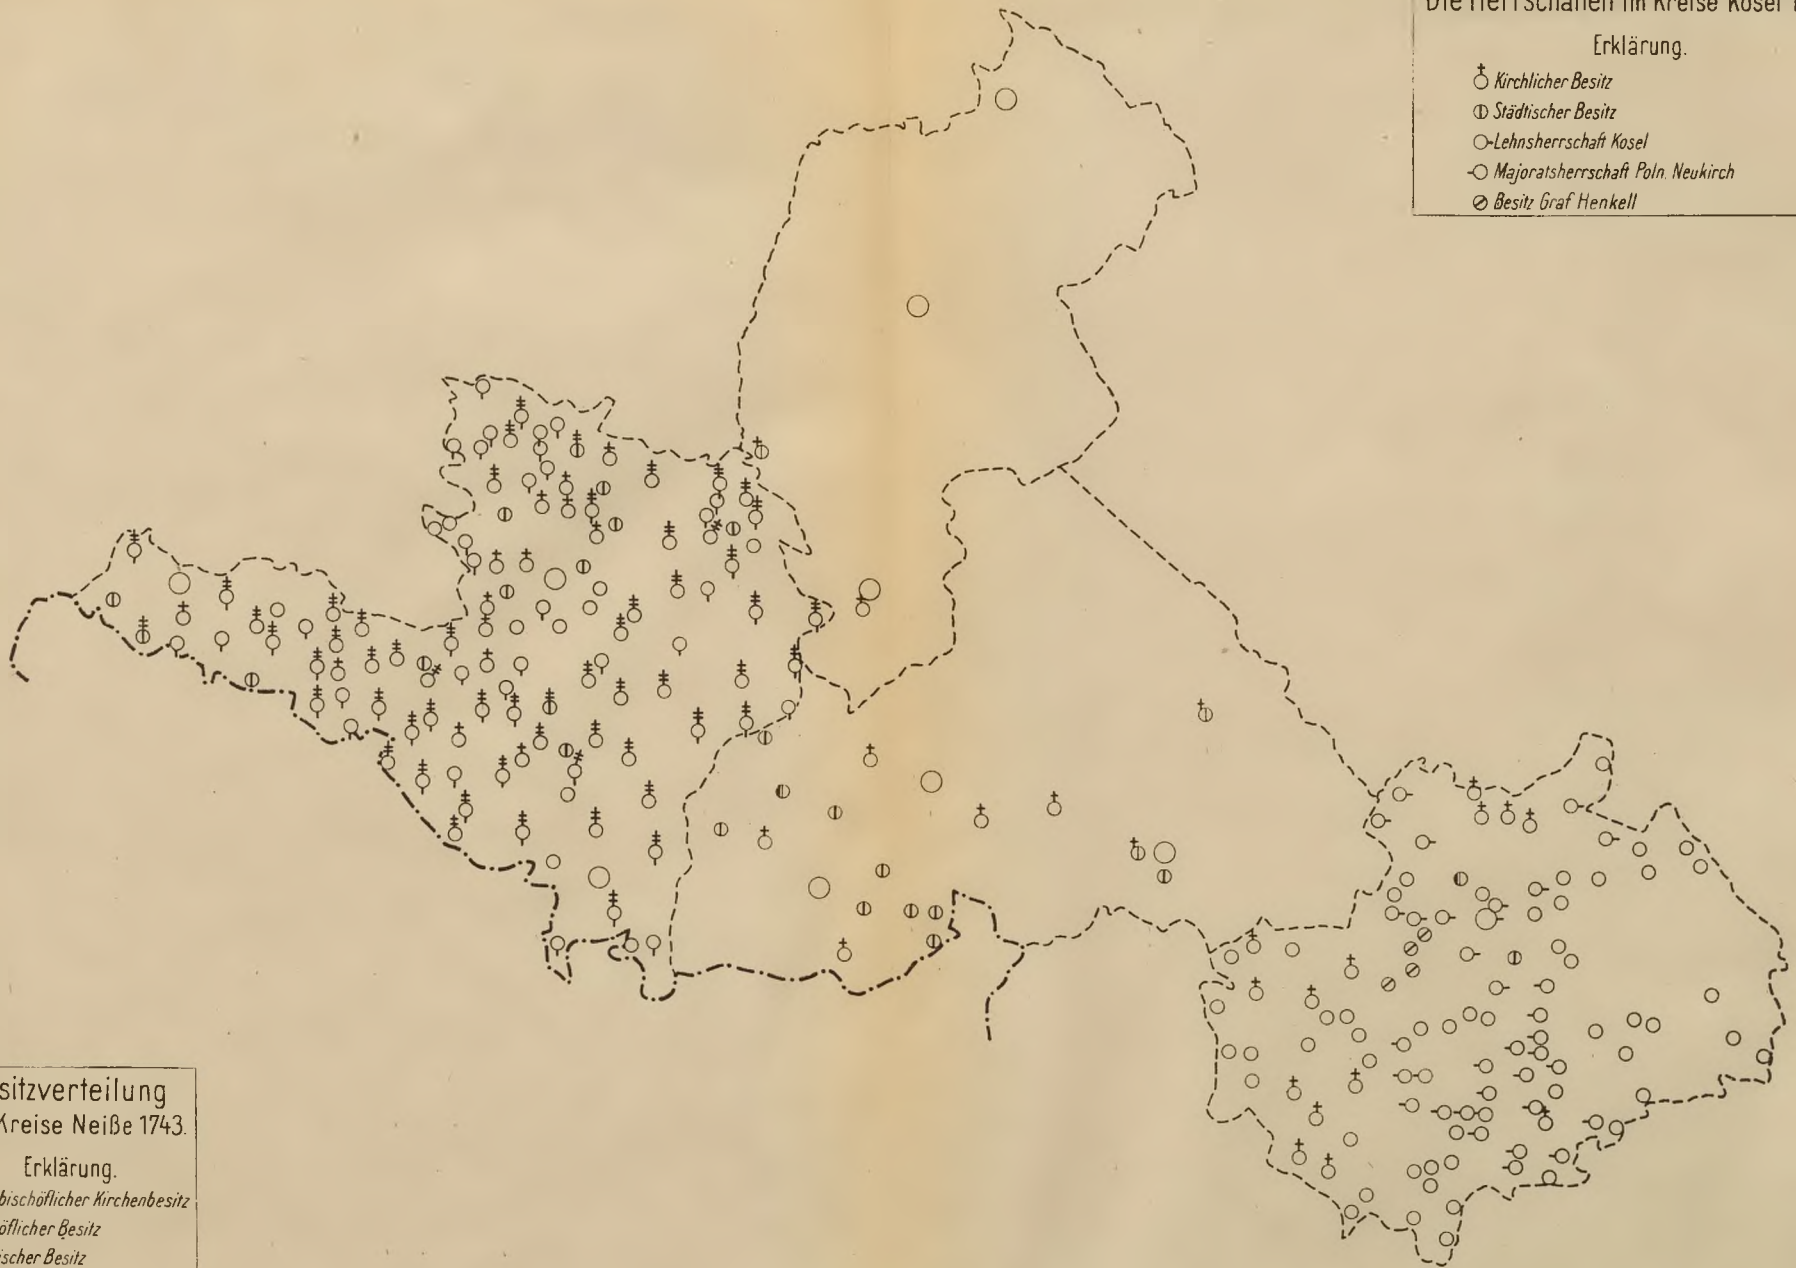 Die Herrschaften im Kreise Kosel
Erklärung.
Kirchlicher Besitz
Städtischer Besitz
Lehnsherrschaft Kosel
Majoratsherrschaft Poln. Neukirch
Besitz Graf Henkell
sitzverteilung
Kreise Neiße 1743.
Erklärung.
bischöflicher Kirchenbesitz
öflicher Besitz
ischer Besitz